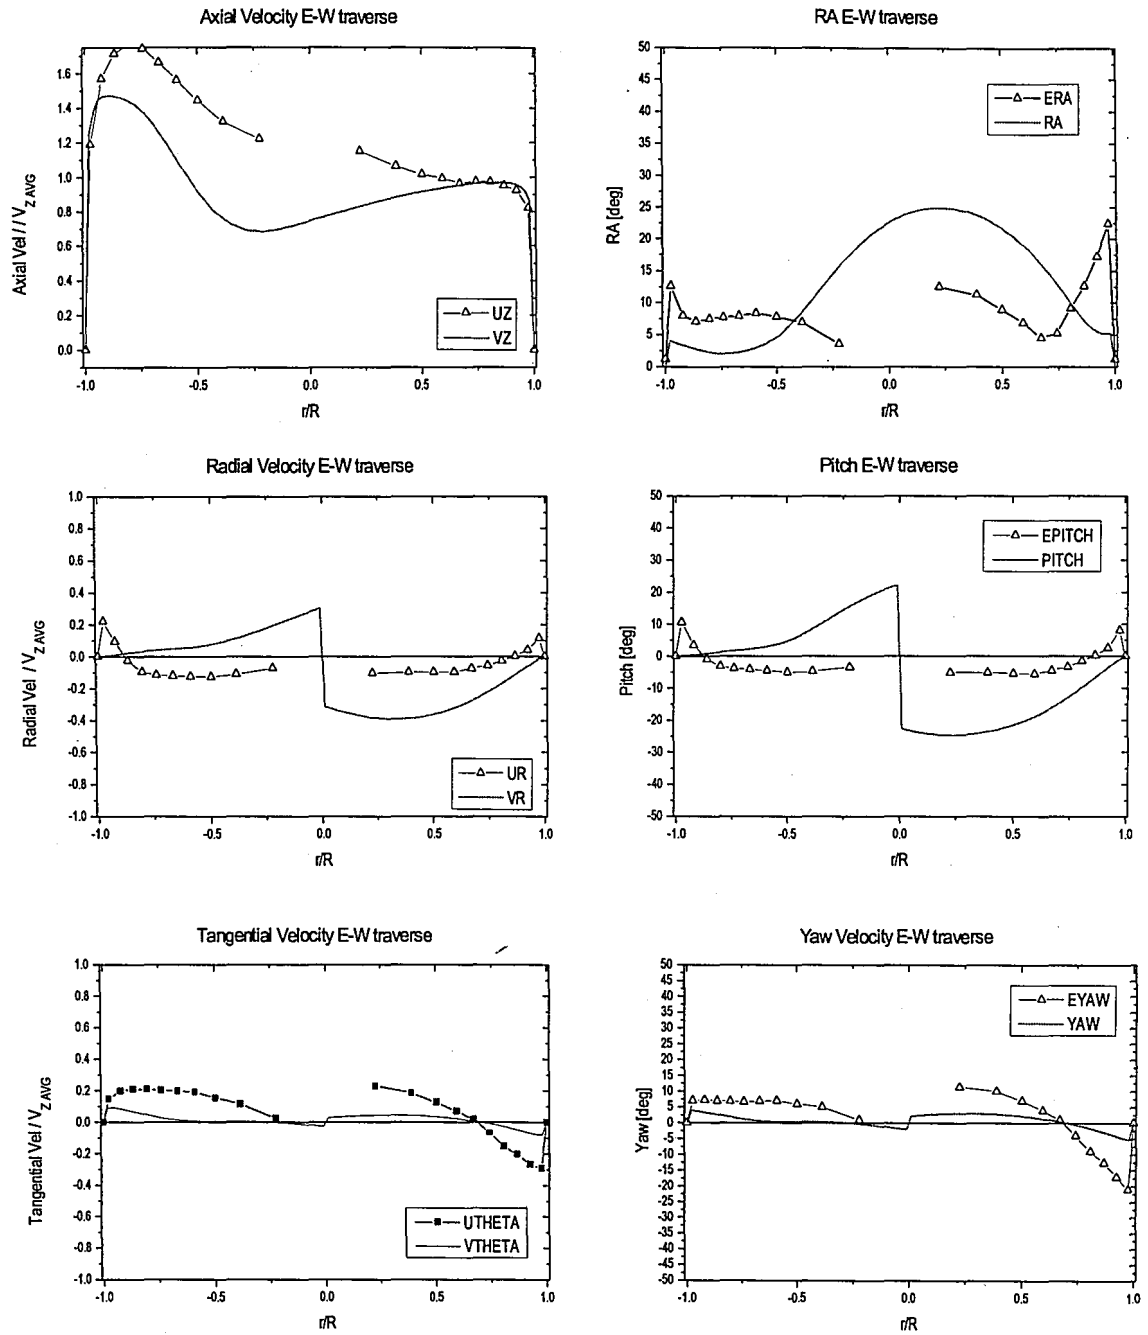 Axial Velocity E-W traverse
Axial Vel // V Z AVG
1.6
1.4
1.2
1.0
0.8
0.6
0.4
0.2
0.0
UZ
VZ
-1.0 -0.5 0.0 0.5 1.0
r/R
RA E-W traverse
RA [deg]
50
45
40
35
30
25
20
15
10
5
0
ERA
RA
-1.0 -0.5 0.0 0.5 1.0
r/R
Radial Velocity E-W traverse
Radial Vel / V Z AVG
1.0
0.8
0.6
0.4
0.2
0.0
-0.2
-0.4
-0.6
-0.8
-1.0
UR
VR
-1.0 -0.5 0.0 0.5 1.0
r/R
Pitch E-W traverse
Pitch [deg]
50
40
30
20
10
0
-10
-20
-30
-40
-50
EPITCH
PITCH
-1.0 -0.5 0.0 0.5 1.0
r/R
Tangential Velocity E-W traverse
Tangential Vel / V Z AVG
1.0
0.8
0.6
0.4
0.2
0.0
-0.2
-0.4
-0.6
-0.8
-1.0
UTHETA
VTHETA
-1.0 -0.5 0.0 0.5 1.0
r/R
Yaw Velocity E-W traverse
Yaw [deg]
50
45
40
35
30
25
20
15
10
5
0
-5
-10
-15
-20
-25
-30
-35
-40
-45
-50
EYAW
YAW
-1.0 -0.5 0.0 0.5 1.0
r/R